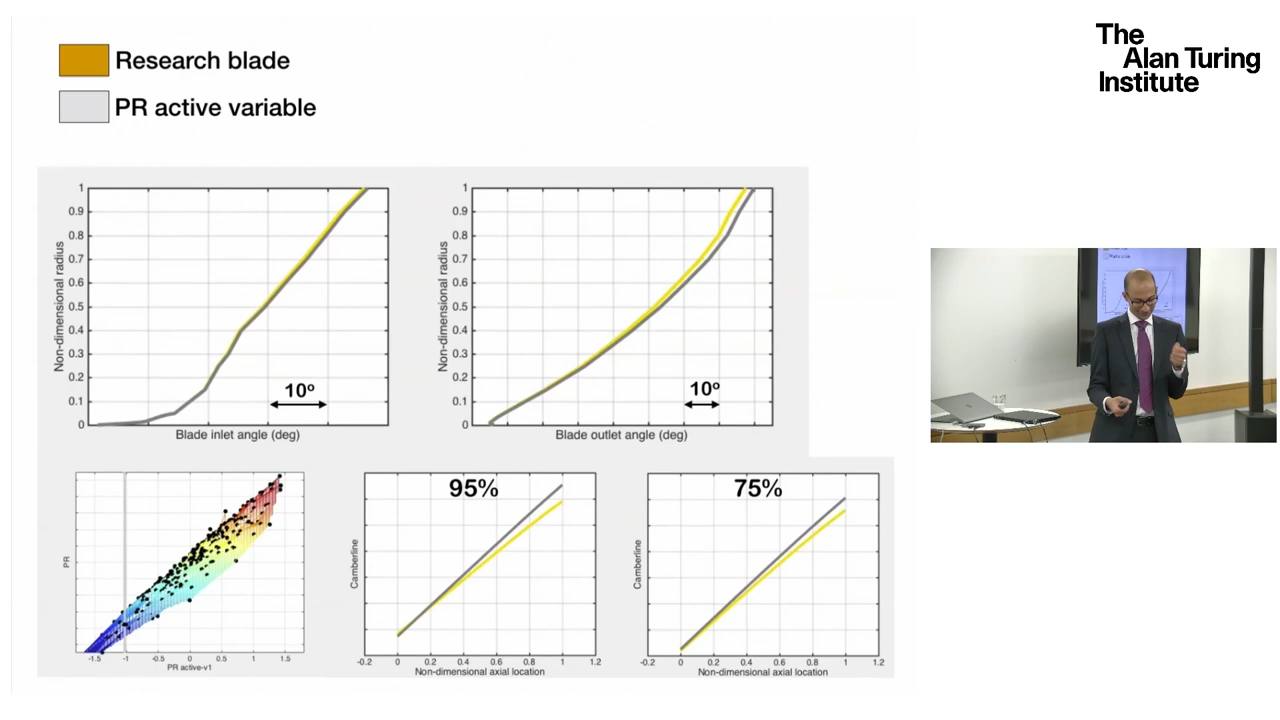 Research blade
PR active variable
The
Alan Turing
Institute
1
0.9
0.8
0.7
0.6
0.5
0.4
0.3
0.2
0.1
0
Non-dimensional radius
10º
Blade inlet angle (deg)
1
0.9
0.8
0.7
0.6
0.5
0.4
0.3
0.2
0.1
0
Non-dimensional radius
10º
Blade outlet angle (deg)
PR
-1.5 -1 -0.5 0 0.5 1 1.5
PR active-v1
95%
Camberline
-0.2 0 0.2 0.4 0.6 0.8 1 1.2
Non-dimensional axial location
75%
Camberline
-0.2 0 0.2 0.4 0.6 0.8 1 1.2
Non-dimensional axial location